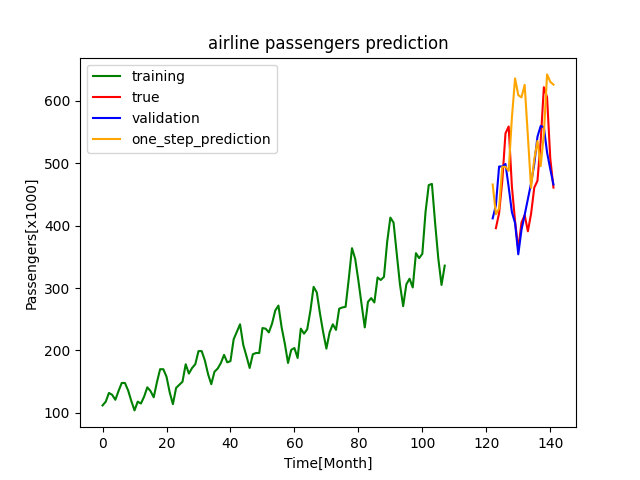 airline passengers prediction
training
true
validation
one_step_prediction
Passengers[x1000]
600
500
400
300
200
100
0 20 40 60 80 100 120 140
Time[Month]